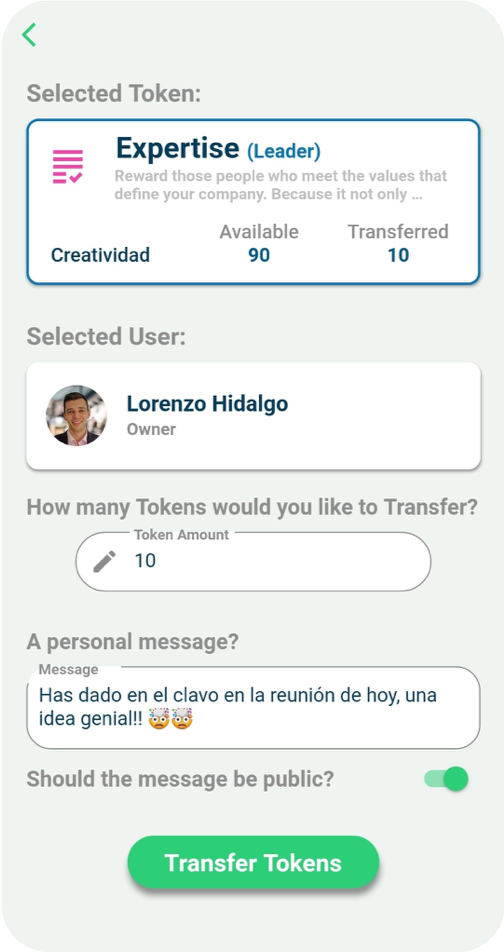 Selected Token:
Expertise (Leader)
Reward those people who meet the values that
define your company. Because it not only ...
Available Transferred
Creatividad 90 10
Selected User:
Lorenzo Hidalgo
Owner
How many Tokens would you like to Transfer?
Token Amount
10
A personal message?
Message
Has dado en el clavo en la reunión de hoy, una
idea genial!! 🤯🤯
Should the message be public?
Transfer Tokens